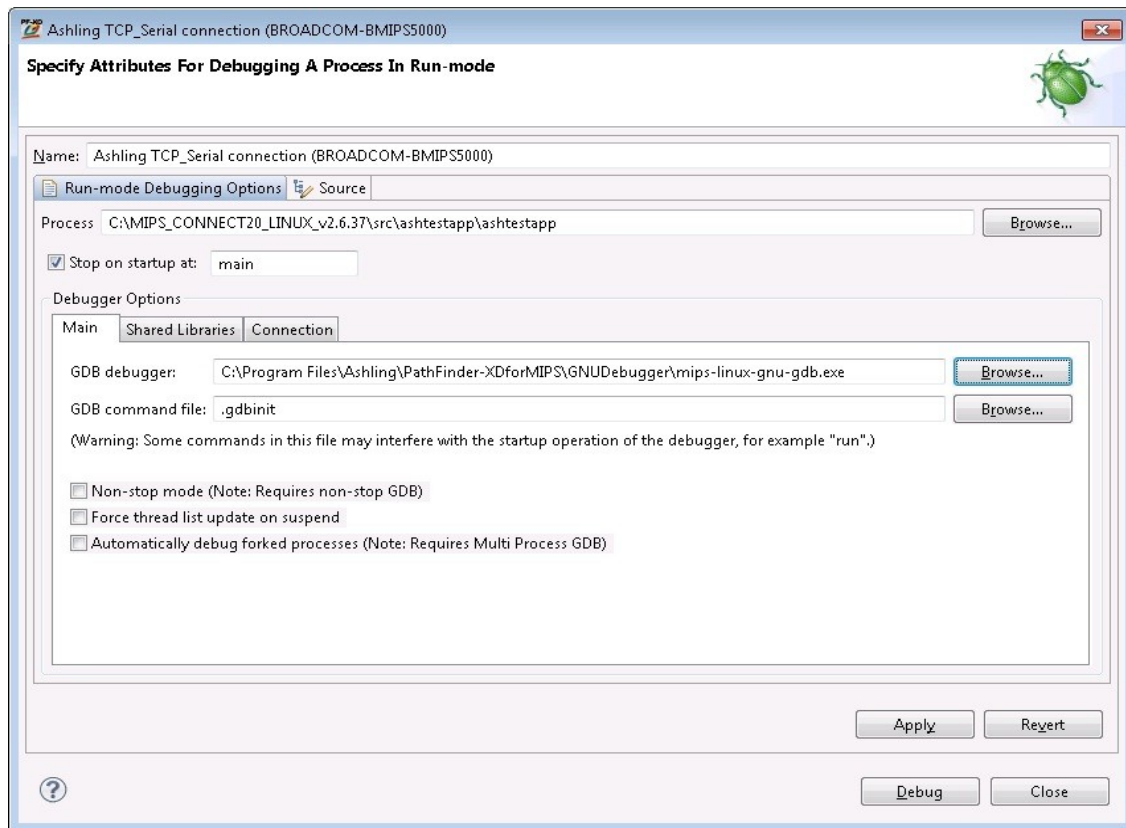 Ashling TCP_Serial connection (BROADCOM-BMIPS5000)
Specify Attributes For Debugging A Process In Run-mode
Name: Ashling TCP_Serial connection (BROADCOM-BMIPS5000)
Run-mode Debugging Options Source
Process C:\MIPS_CONNECT20_LINUX_v2.6.37\src\ashtestapp\ashtestapp Browse...
Stop on startup at: main
Debugger Options
Main Shared Libraries Connection
GDB debugger: C:\Program Files\Ashling\PathFinder-XDforMIPS\GNUDebugger\mips-linux-gnu-gdb.exe Browse...
GDB command file: .gdbinit Browse...
(Warning: Some commands in this file may interfere with the startup operation of the debugger, for example "run".)
Non-stop mode (Note: Requires non-stop GDB)
Force thread list update on suspend
Automatically debug forked processes (Note: Requires Multi Process GDB)
Apply Revert
? Debug Close